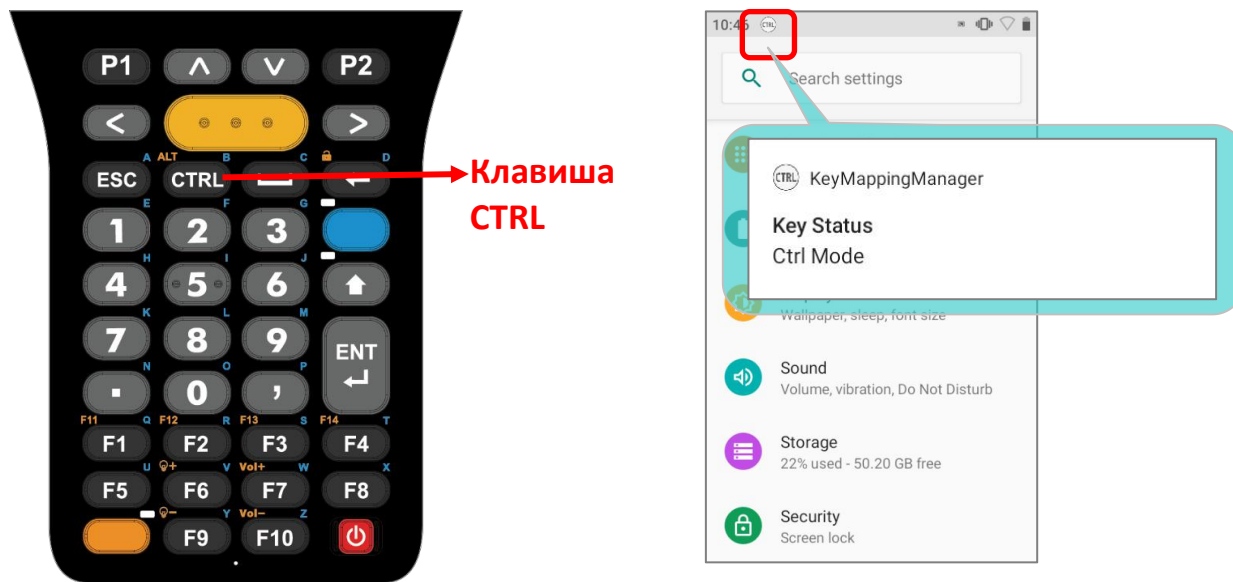 P1 P2
A ALT B C D
ESC CTRL
Клавиша
CTRL
E F G
1 2 3
H I J
4 5 6
K L M
7 8 9 ENT
N O P
. 0 ,
F11 Q F12 R F13 S F14 T
F1 F2 F3 F4
U + V Vol+ W X
F5 F6 F7 F8
- Y Vol- Z
F9 F10
10:45 CTRL
Search settings
CTRL KeyMappingManager
Key Status
Ctrl Mode
Wallpaper, sleep, font size
Sound
Volume, vibration, Do Not Disturb
Storage
22% used - 50.20 GB free
Security
Screen lock